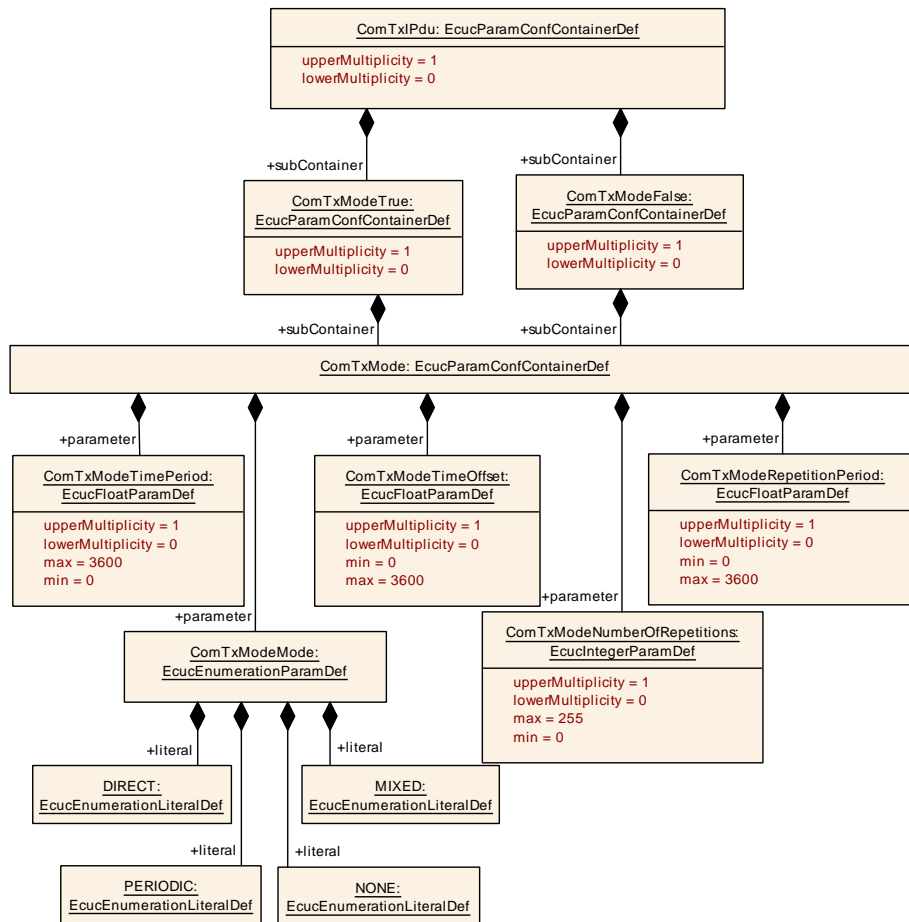 ComTxIPdu: EcucParamConfContainerDef
upperMultiplicity = 1
lowerMultiplicity = 0
+subContainer
+subContainer
ComTxModeTrue:
EcucParamConfContainerDef
upperMultiplicity = 1
lowerMultiplicity = 0
ComTxModeFalse:
EcucParamConfContainerDef
upperMultiplicity = 1
lowerMultiplicity = 0
+subContainer
+subContainer
ComTxMode: EcucParamConfContainerDef
+parameter
+parameter
+parameter
ComTxModeTimePeriod:
EcucFloatParamDef
upperMultiplicity = 1
lowerMultiplicity = 0
max = 3600
min = 0
ComTxModeTimeOffset:
EcucFloatParamDef
upperMultiplicity = 1
lowerMultiplicity = 0
min = 0
max = 3600
ComTxModeRepetitionPeriod:
EcucFloatParamDef
upperMultiplicity = 1
lowerMultiplicity = 0
min = 0
max = 3600
+parameter
+parameter
ComTxModeMode:
EcucEnumerationParamDef
ComTxModeNumberOfRepetitions:
EcucIntegerParamDef
upperMultiplicity = 1
lowerMultiplicity = 0
max = 255
min = 0
+literal
+literal
DIRECT:
EcucEnumerationLiteralDef
MIXED:
EcucEnumerationLiteralDef
+literal
+literal
PERIODIC:
EcucEnumerationLiteralDef
NONE:
EcucEnumerationLiteralDef